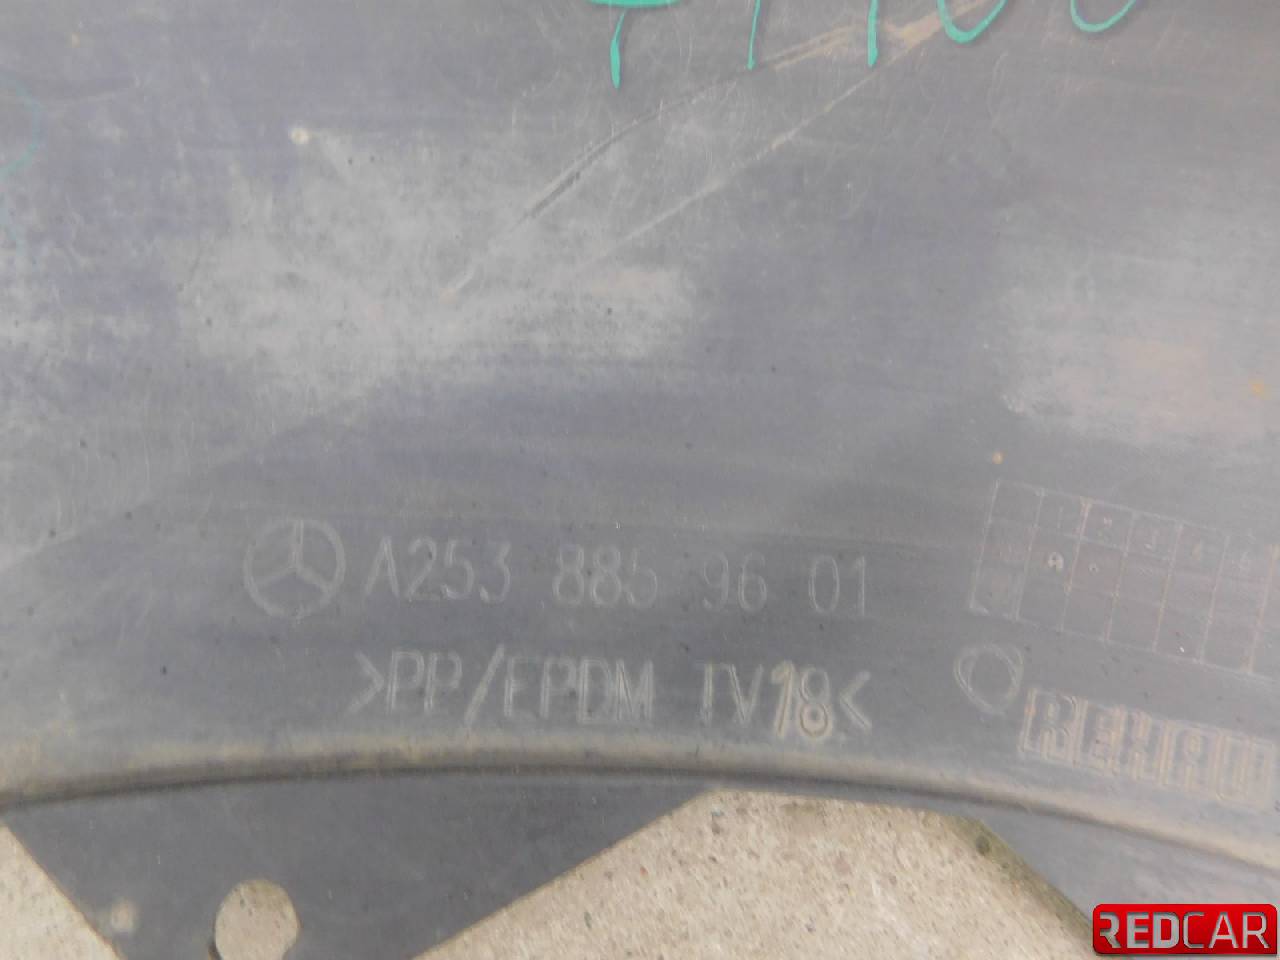 A253 885 96 01
>PP/EPDM TV18<
REHAU
REDCAR